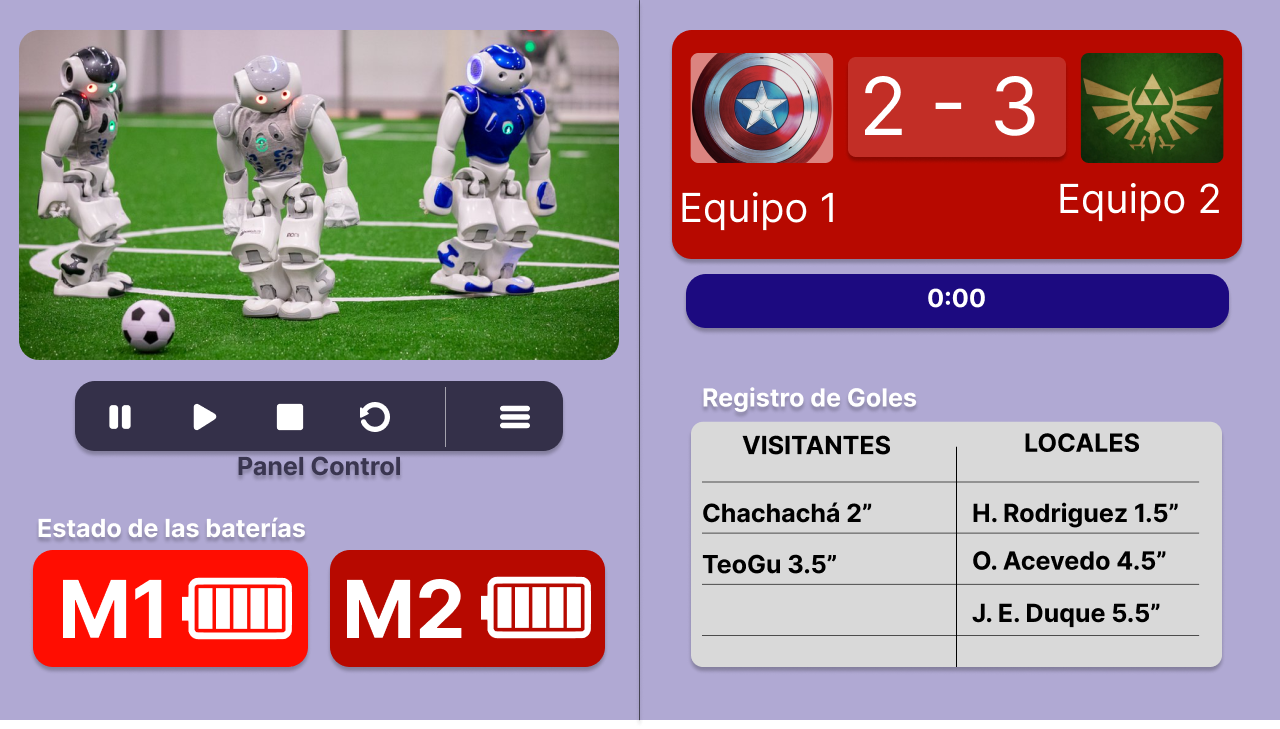 3
Panel Control
Estado de las baterías
M1
M2
2 - 3
Equipo 1
Equipo 2
0:00
Registro de Goles
VISITANTES
LOCALES
Chachachá 2”
H. Rodriguez 1.5”
TeoGu 3.5”
O. Acevedo 4.5”
J. E. Duque 5.5”